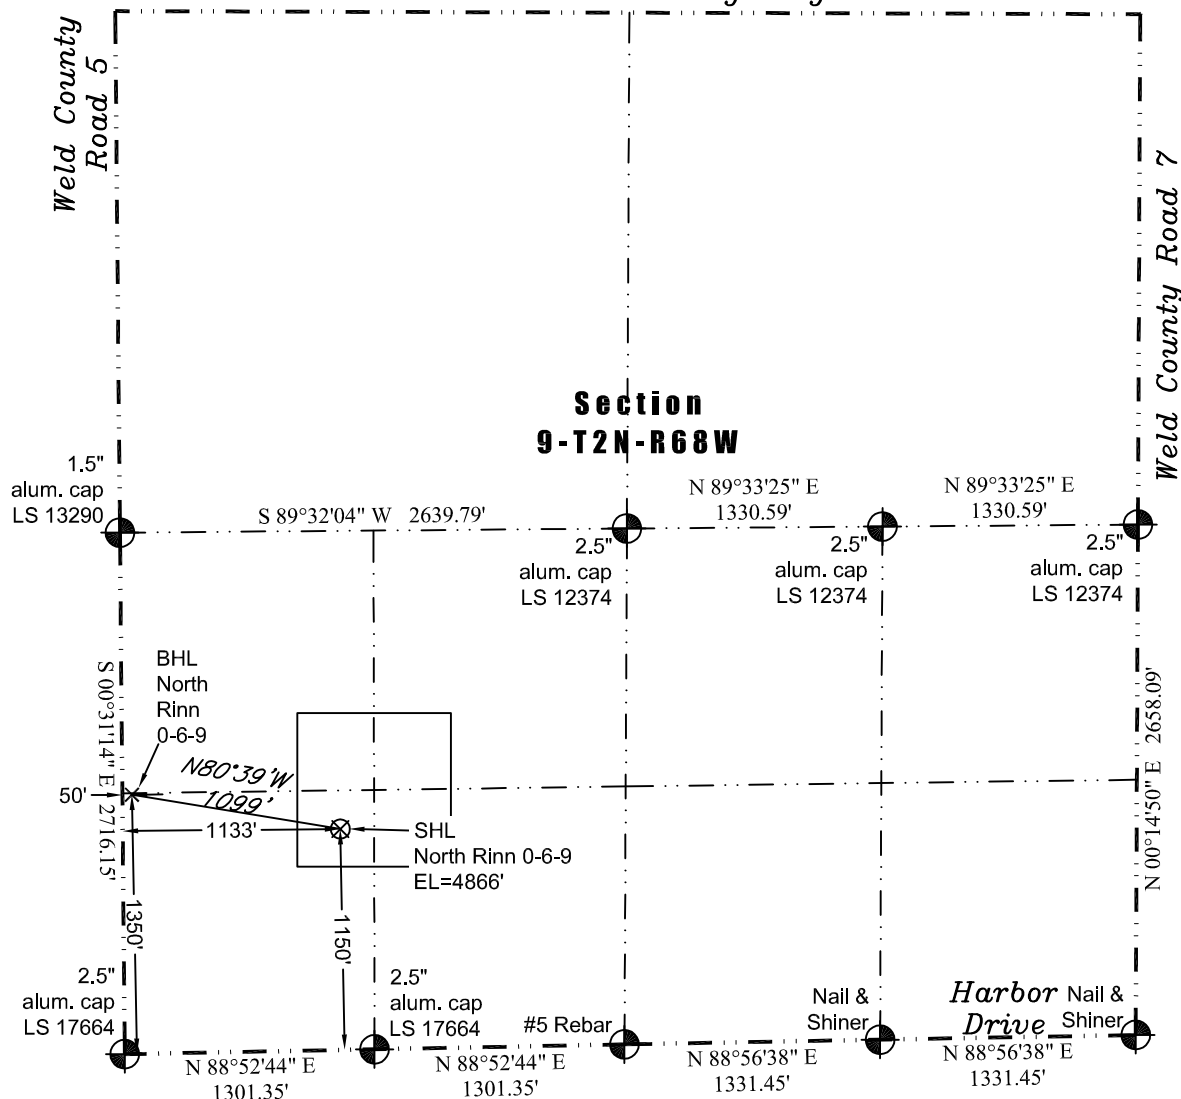 Weld County
Road 5
Weld County Road 7
Section
9-T2N-R68W
1.5"
alum. cap
LS 13290
S 89°32'04" W 2639.79'
N 89°33'25" E
1330.59'
N 89°33'25" E
1330.59'
2.5"
alum. cap
LS 12374
2.5"
alum. cap
LS 12374
2.5"
alum. cap
LS 12374
S 00°31'14" E 2716.15'
BHL
North
Rinn
0-6-9
N80°39'W
1099'
50'
1133'
SHL
North Rinn 0-6-9
EL=4866'
1350'
1150'
N 00°14'50" E 2658.09'
2.5"
alum. cap
LS 17664
2.5"
alum. cap
LS 17664
#5 Rebar
Nail &
Shiner
Harbor
Drive
Nail &
Shiner
N 88°52'44" E
1301.35'
N 88°52'44" E
1301.35'
N 88°56'38" E
1331.45'
N 88°56'38" E
1331.45'